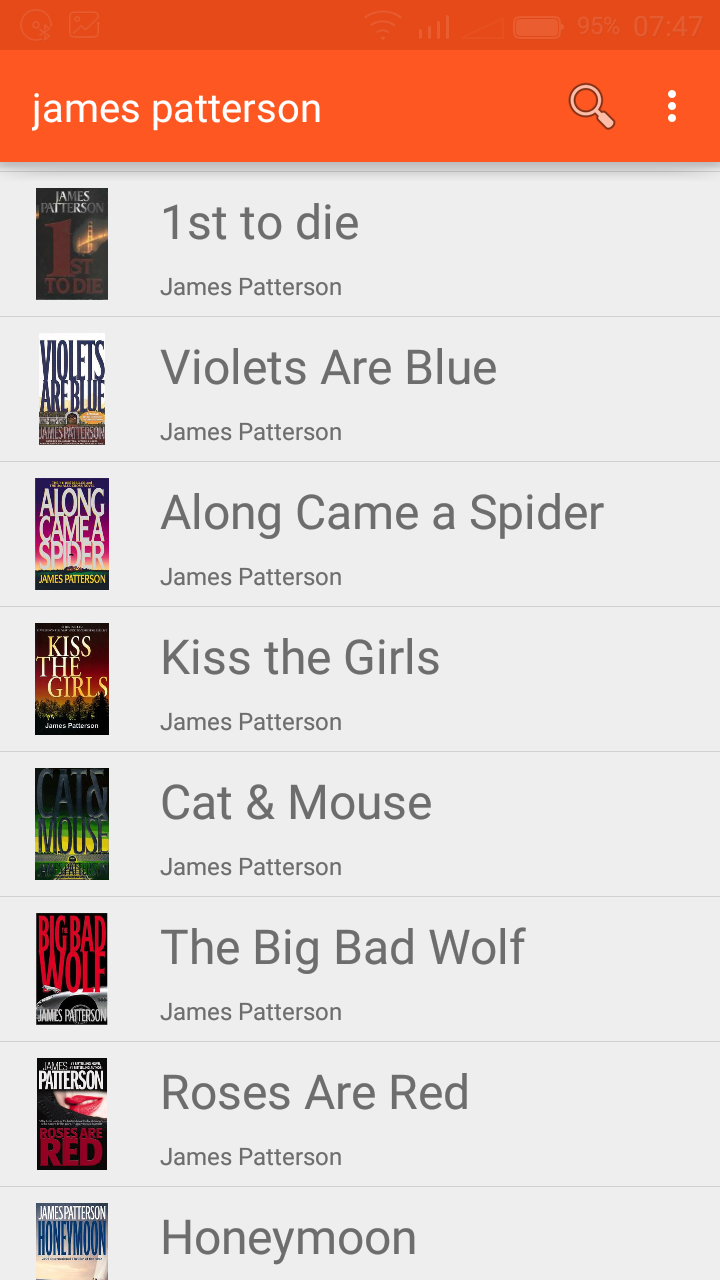 95% 07:47
james patterson
JAMES
PATTERSON
1ST
TO DIE
1st to die
James Patterson
VIOLETS
ARE BLUE
JAMES PATTERSON
Violets Are Blue
James Patterson
ALONG
CAME A
SPIDER
JAMES PATTERSON
Along Came a Spider
James Patterson
KISS
THE
GIRLS
James Patterson
Kiss the Girls
James Patterson
CAT &
MOUSE
Cat & Mouse
James Patterson
THE
BIG BAD
WOLF
JAMES PATTERSON
The Big Bad Wolf
James Patterson
JAMES
PATTERSON
ROSES ARE
RED
Roses Are Red
James Patterson
JAMES PATTERSON
HONEYMOON
Honeymoon